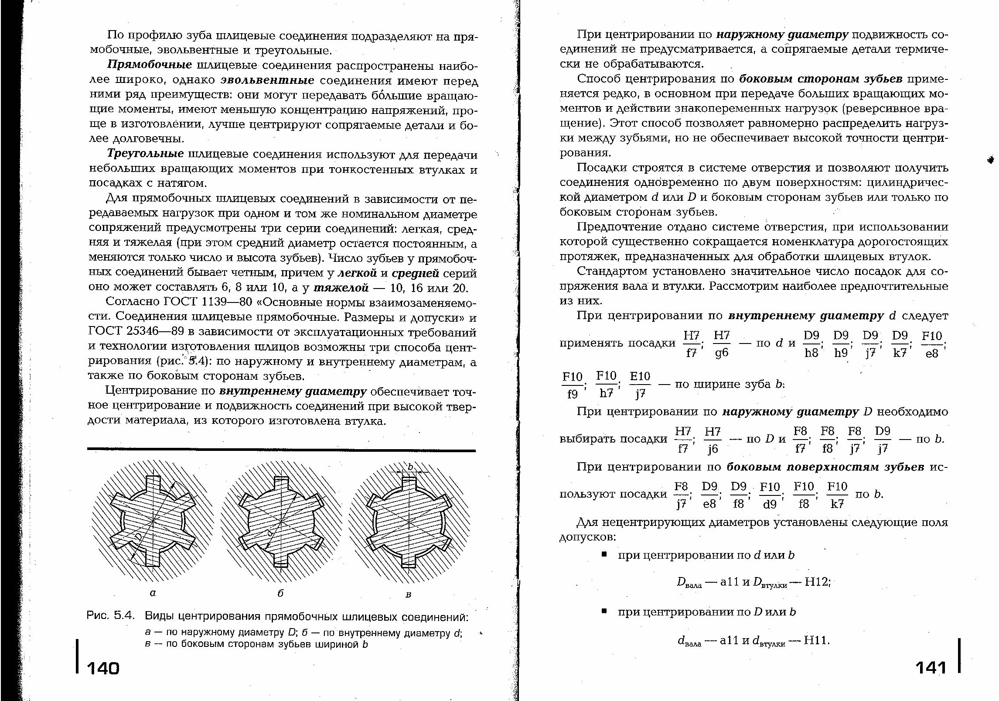 По профилю зуба шлицевые соединения подразделяют на пря-
мобочные, эвольвентные и треугольные.
Прямобочные шлицевые соединения распространены наибо-
лее широко, однако эвольвентные соединения имеют перед
ними ряд преимуществ: они могут передавать бо́льшие вращаю-
щие моменты, имеют меньшую концентрацию напряжений, про-
ще в изготовлении, лучше центрируют сопрягаемые детали и бо-
лее долговечны.
Треугольные шлицевые соединения используют для передачи
небольших вращающих моментов при тонкостенных втулках и
посадках с натягом.
Для прямобочных шлицевых соединений в зависимости от пе-
редаваемых нагрузок при одном и том же номинальном диаметре
сопряжений предусмотрены три серии соединений: легкая, сред-
няя и тяжелая (при этом средний диаметр остается постоянным, а
меняются только число и высота зубьев). Число зубьев у прямобоч-
ных соединений бывает четным, причем у легкой и средней серий
оно может составлять 6, 8 или 10, а у тяжелой — 10, 16 или 20.
Согласно ГОСТ 1139—80 «Основные нормы взаимозаменяемо-
сти. Соединения шлицевые прямобочные. Размеры и допуски» и
ГОСТ 25346—89 в зависимости от эксплуатационных требований
и технологии изготовления шлицов возможны три способа цент-
рирования (рис. 5.4): по наружному и внутреннему диаметрам, а
также по боковым сторонам зубьев.
Центрирование по внутреннему диаметру обеспечивает точ-
ное центрирование и подвижность соединений при высокой твер-
дости материала, из которого изготовлена втулка.
D
d
b
а б в
Рис. 5.4. Виды центрирования прямобочных шлицевых соединений:
а — по наружному диаметру D; б — по внутреннему диаметру d;
в — по боковым сторонам зубьев шириной b
140
При центрировании по наружному диаметру подвижность со-
единений не предусматривается, а сопрягаемые детали термиче-
ски не обрабатываются.
Способ центрирования по боковым сторонам зубьев приме-
няется редко, в основном при передаче больших вращающих мо-
ментов и действии знакопеременных нагрузок (реверсивное вра-
щение). Этот способ позволяет равномерно распределить нагруз-
ки между зубьями, но не обеспечивает высокой точности центри-
рования.
Посадки строятся в системе отверстия и позволяют получить
соединения одновременно по двум поверхностям: цилиндричес-
кой диаметром d или D и боковым сторонам зубьев или только по
боковым сторонам зубьев.
Предпочтение отдано системе отверстия, при использовании
которой существенно сокращается номенклатура дорогостоящих
протяжек, предназначенных для обработки шлицевых втулок.
Стандартом установлено значительное число посадок для со-
пряжения вала и втулки. Рассмотрим наиболее предпочтительные
из них.
При центрировании по внутреннему диаметру d следует
применять посадки H7/f7; H7/g6 — по d и D9/h8; D9/h9; D9/j7; D9/k7; F10/e8;
F10/f9; F10/h7; E10/j7 — по ширине зуба b.
При центрировании по наружному диаметру D необходимо
выбирать посадки H7/f7; H7/j6 — по D и F8/f7; F8/f8; F8/j7; D9/j7 — по b.
При центрировании по боковым поверхностям зубьев ис-
пользуют посадки F8/j7; D9/e8; D9/f8; F10/d9; F10/f8; F10/k7 по b.
Для нецентрирующих диаметров установлены следующие поля
допусков:
■ при центрировании по d или b
Dвала — a11 и Dвтулки — H12;
■ при центрировании по D или b
dвала — a11 и dвтулки — H11.
141